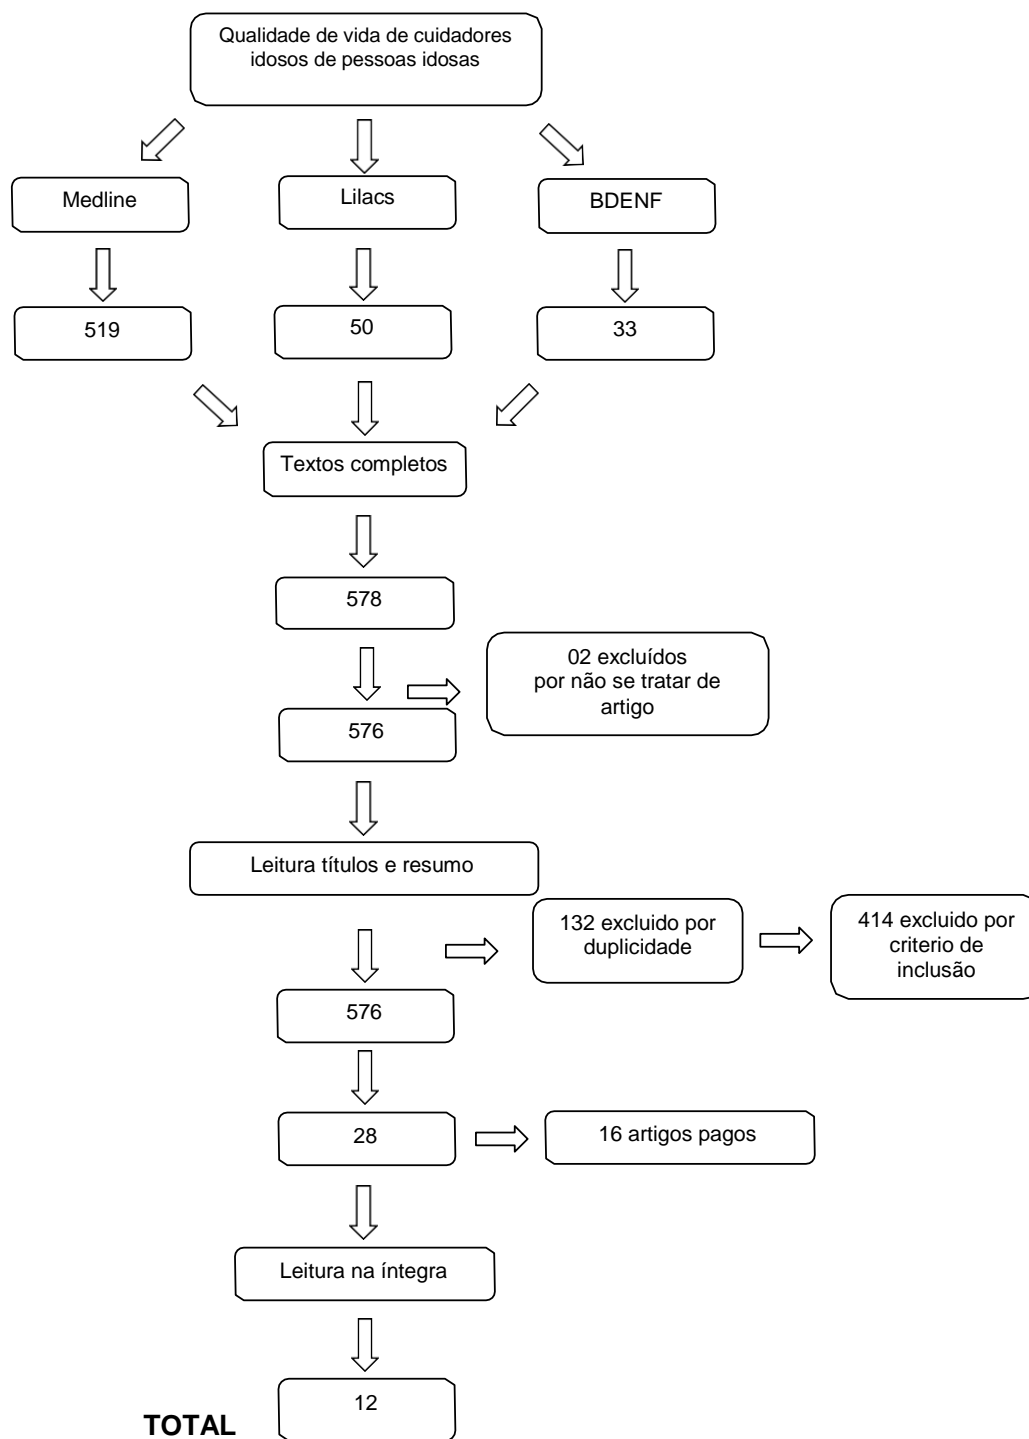 Qualidade de vida de cuidadores
idosos de pessoas idosas
Medline
Lilacs
BDENF
519
50
33
Textos completos
578
02 excluídos
por não se tratar de
artigo
576
Leitura títulos e resumo
132 excluido por
duplicidade
414 excluido por
criterio de
inclusão
576
28
16 artigos pagos
Leitura na íntegra
12
TOTAL